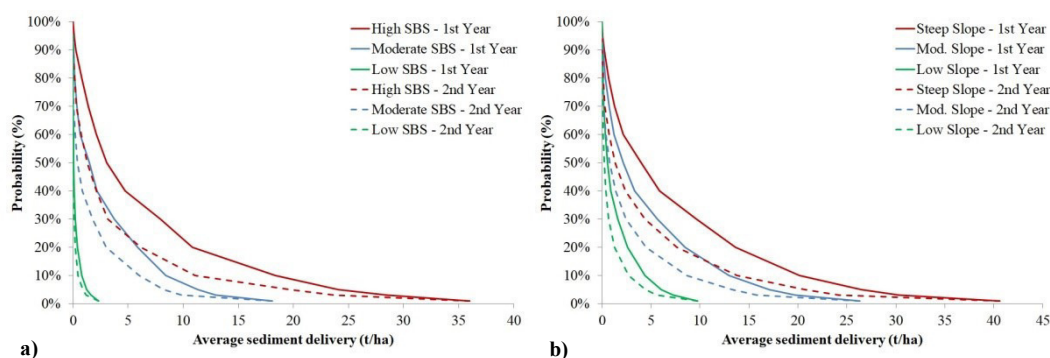 100%
90%
80%
70%
60%
50%
40%
30%
20%
10%
0%
Probability (%)
High SBS - 1st Year
Moderate SBS - 1st Year
Low SBS - 1st Year
High SBS - 2nd Year
Moderate SBS - 2nd Year
Low SBS - 2nd Year
0 5 10 15 20 25 30 35 40
Average sediment delivery (t/ha)
a)
100%
90%
80%
70%
60%
50%
40%
30%
20%
10%
0%
Probability (%)
Steep Slope - 1st Year
Mod. Slope - 1st Year
Low Slope - 1st Year
Steep Slope - 2nd Year
Mod. Slope - 2nd Year
Low Slope - 2nd Year
0 5 10 15 20 25 30 35 40 45
Average sediment delivery (t/ha)
b)